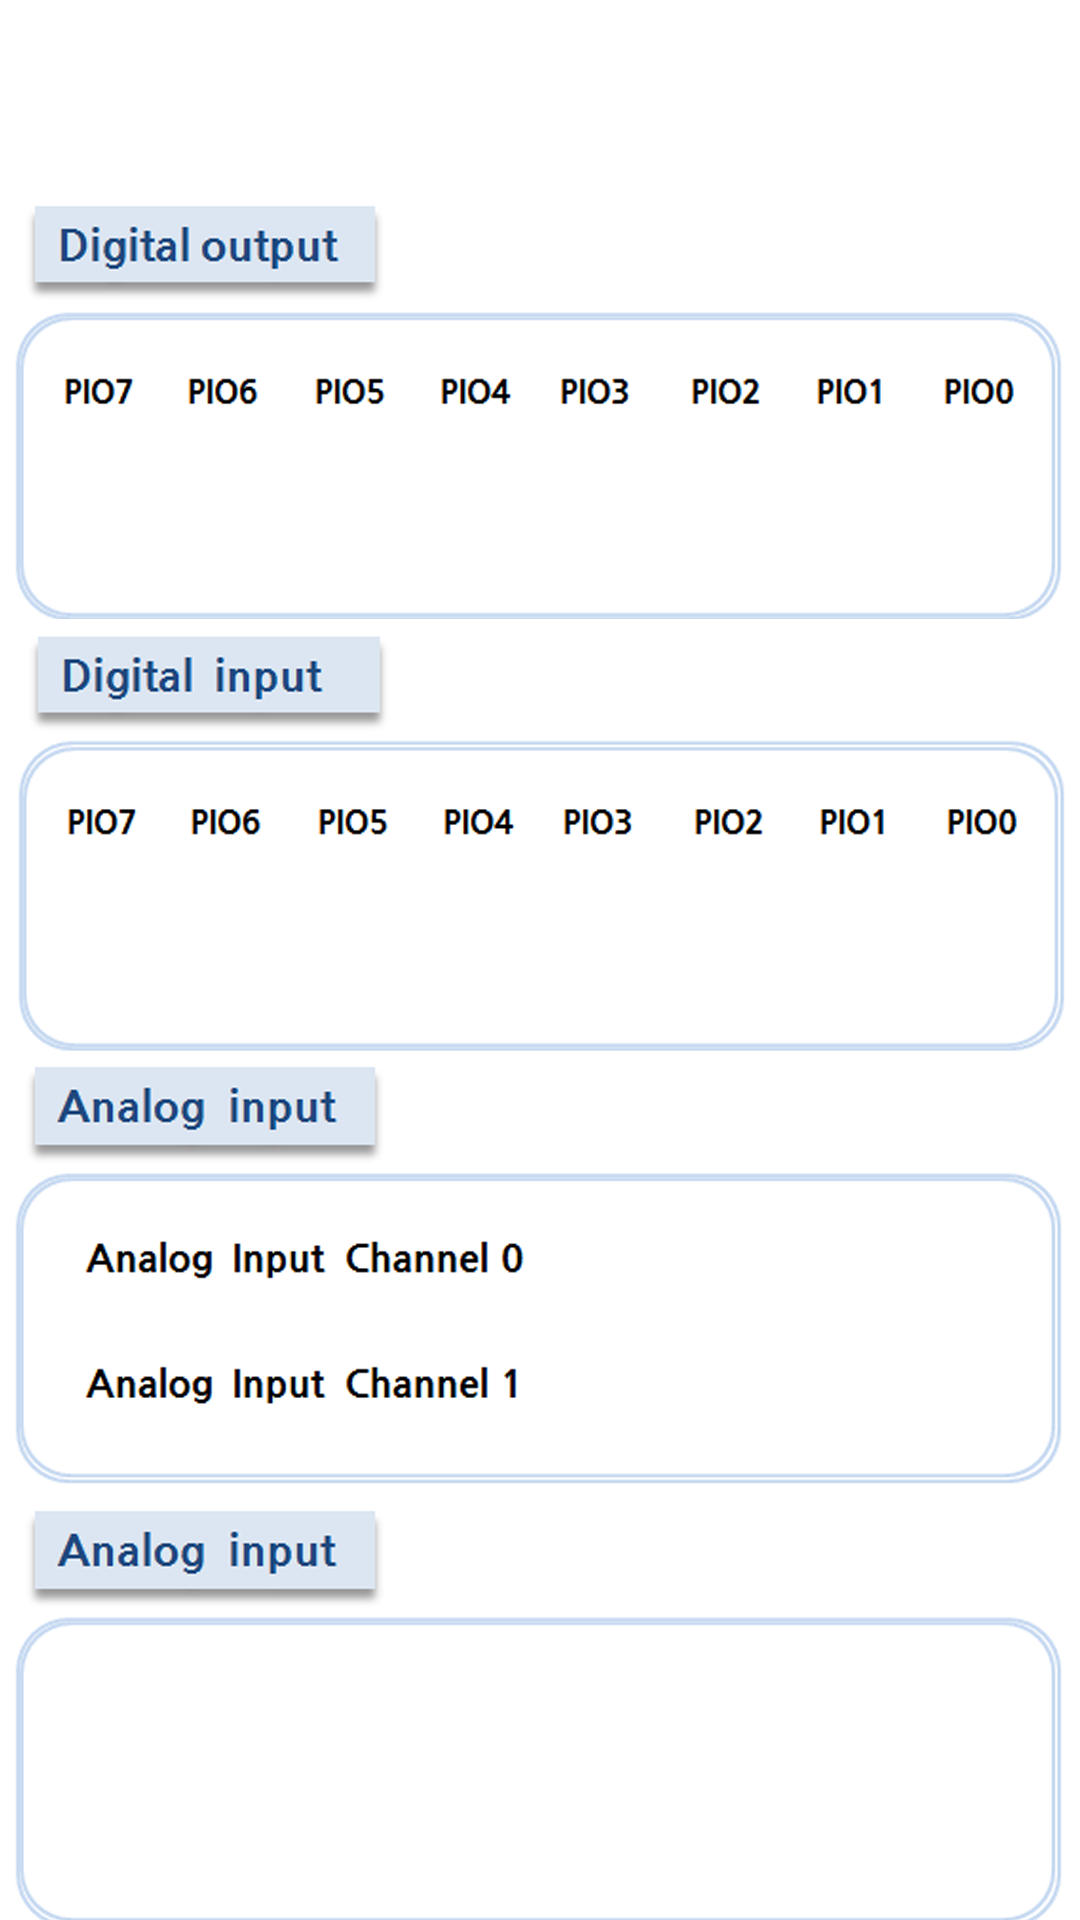 Digital output
PIO7 PIO6 PIO5 PIO4 PIO3 PIO2 PIO1 PIO0
Digital input
PIO7 PIO6 PIO5 PIO4 PIO3 PIO2 PIO1 PIO0
Analog input
Analog Input Channel 0
Analog Input Channel 1
Analog input